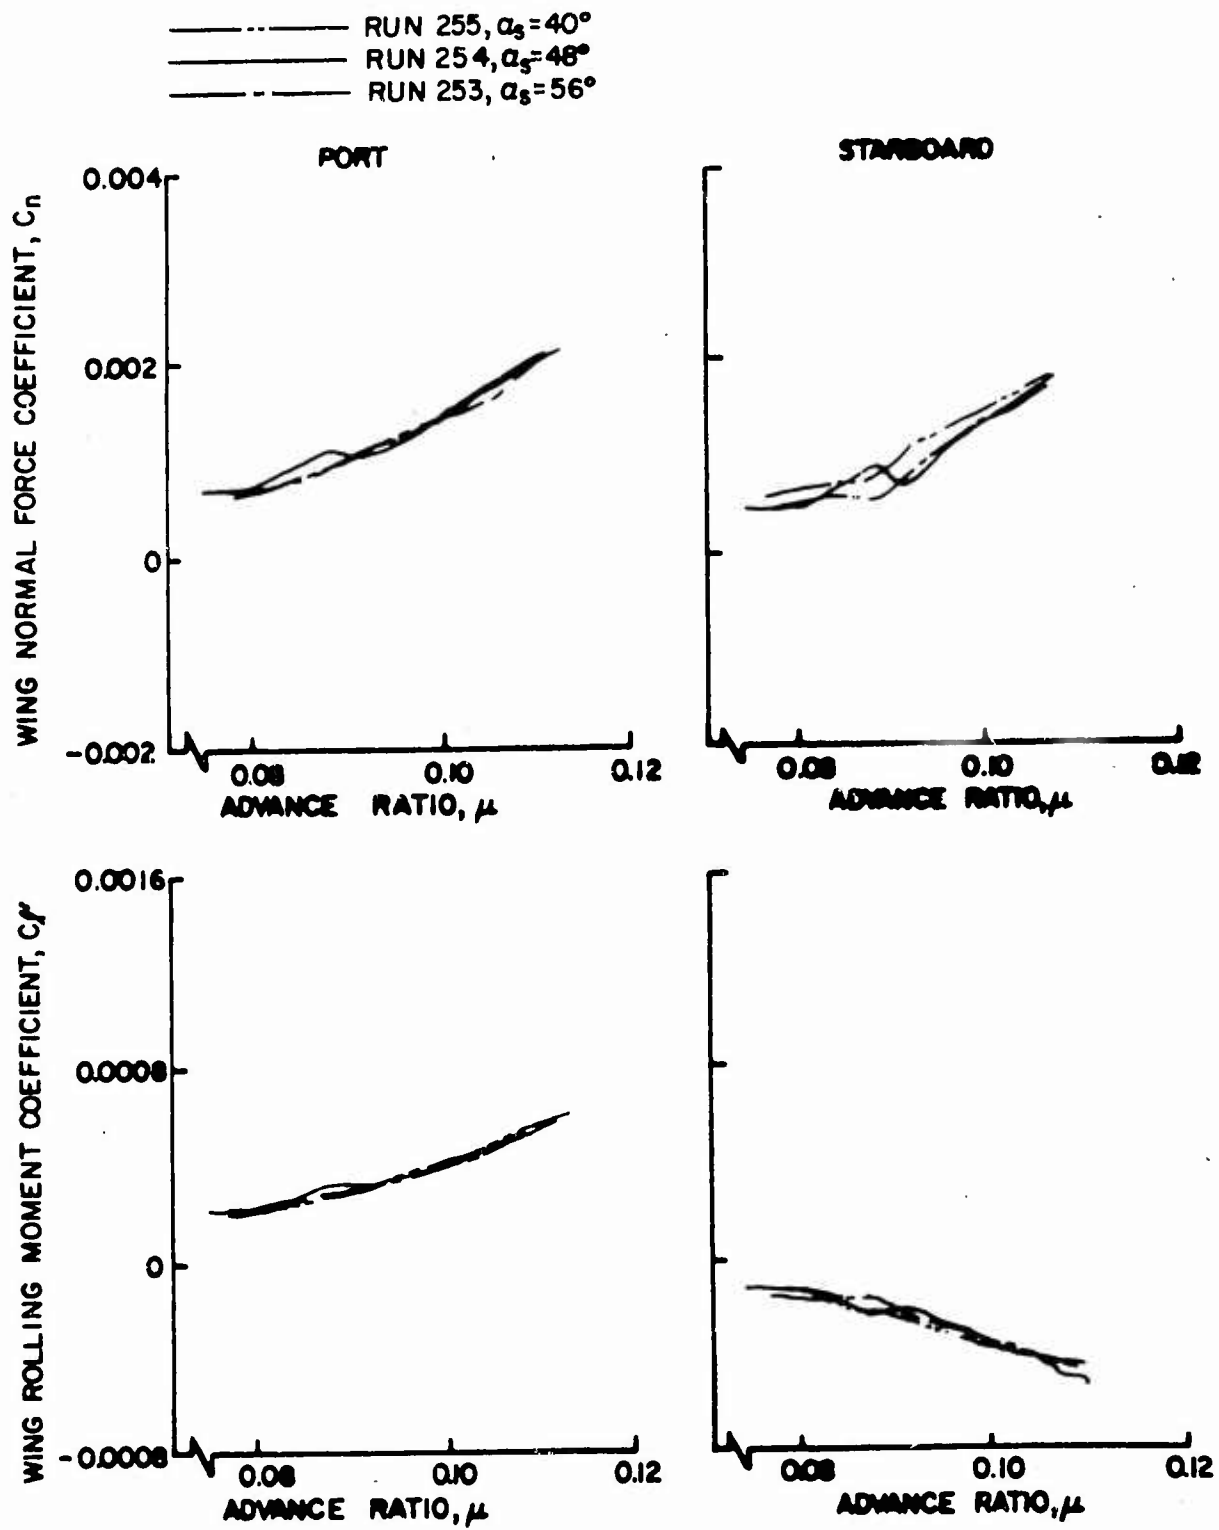 RUN 255, αs=40°
RUN 254, αs=48°
RUN 253, αs=56°
PORT
STARBOARD
WING NORMAL FORCE COEFFICIENT, Cn
0.004
0.002
0
-0.002
0.08 0.10 0.12
ADVANCE RATIO, μ
0.08 0.10 0.12
ADVANCE RATIO, μ
WING ROLLING MOMENT COEFFICIENT, Cℓ
0.0016
0.0008
0
-0.0008
0.08 0.10 0.12
ADVANCE RATIO, μ
0.08 0.10 0.12
ADVANCE RATIO, μ